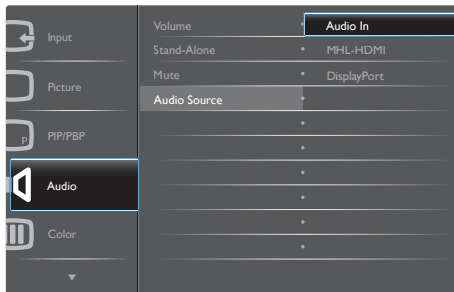 Input
Picture
P
PIP/PBP
Audio
Color
Volume
Stand-Alone
Mute
Audio Source
Audio In
MHL-HDMI
DisplayPort